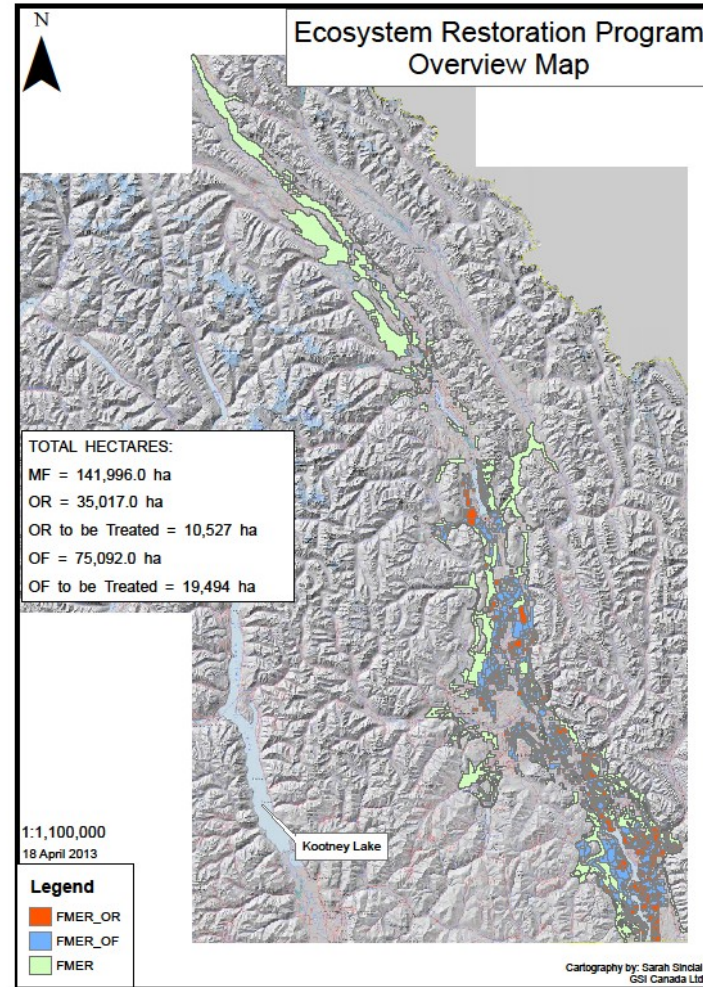 N
Ecosystem Restoration Program
Overview Map
TOTAL HECTARES:
MF = 141,996.0 ha
OR = 35,017.0 ha
OR to be Treated = 10,527 ha
OF = 75,092.0 ha
OF to be Treated = 19,494 ha
Kootney Lake
1:1,100,000
18 April 2013
Legend
FMER_OR
FMER_OF
FMER
Cartography by: Sarah Sinclai
GSI Canada Ltd